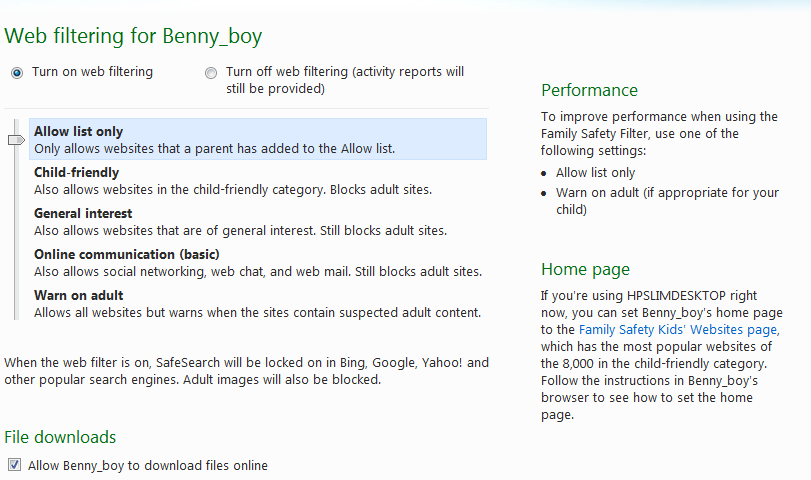 Web filtering for Benny_boy
Turn on web filtering
Turn off web filtering (activity reports will
still be provided)
Allow list only
Only allows websites that a parent has added to the Allow list.
Child-friendly
Also allows websites in the child-friendly category. Blocks adult sites.
General interest
Also allows websites that are of general interest. Still blocks adult sites.
Online communication (basic)
Also allows social networking, web chat, and web mail. Still blocks adult sites.
Warn on adult
Allows all websites but warns when the sites contain suspected adult content.
When the web filter is on, SafeSearch will be locked on in Bing, Google, Yahoo! and
other popular search engines. Adult images will also be blocked.
File downloads
Allow Benny_boy to download files online
Performance
To improve performance when using the
Family Safety Filter, use one of the
following settings:
• Allow list only
• Warn on adult (if appropriate for your
child)
Home page
If you're using HPSLIMDESKTOP right
now, you can set Benny_boy's home page
to the Family Safety Kids' Websites page,
which has the most popular websites of
the 8,000 in the child-friendly category.
Follow the instructions in Benny_boy's
browser to see how to set the home
page.